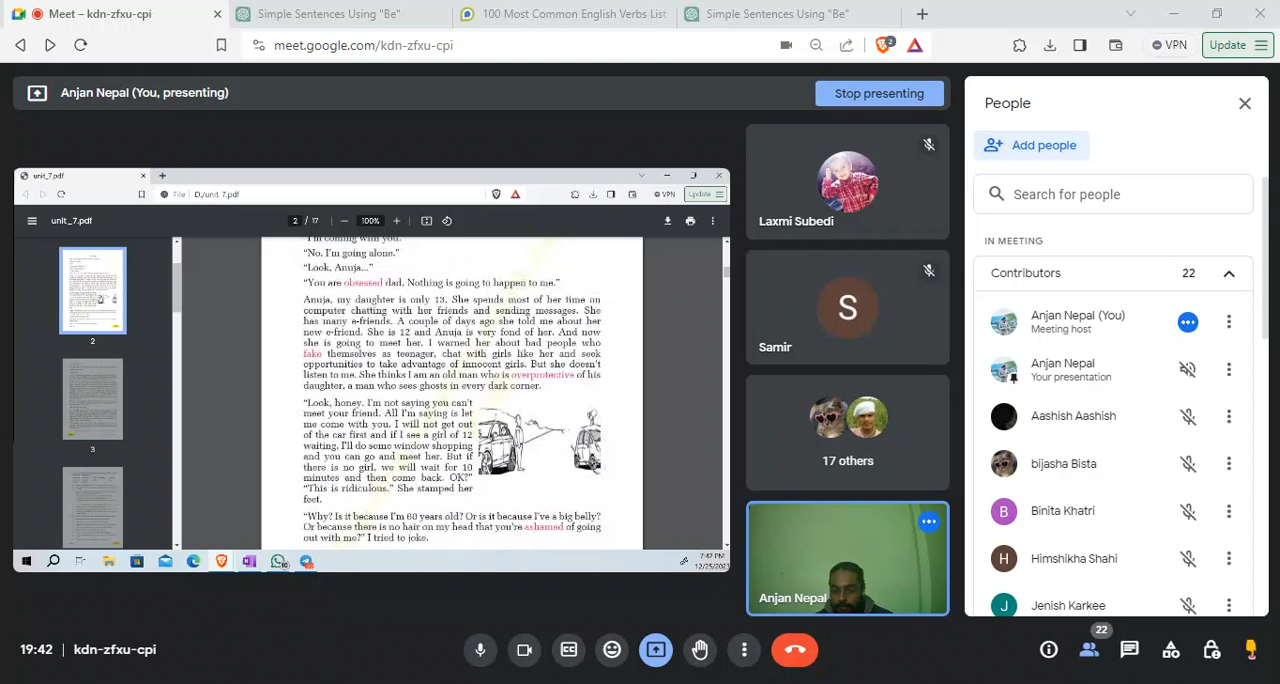 Meet – kdn-zfxu-cpi
Simple Sentences Using "Be"
100 Most Common English Verbs List
Simple Sentences Using "Be"
meet.google.com/kdn-zfxu-cpi
2
VPN
Update
Anjan Nepal (You, presenting)
Stop presenting
unit_7.pdf
File D:/unit 7.pdf
VPN
Update
unit_7.pdf
2 / 17
100%
2
3
"I'm coming with you."
"No. I'm going alone."
"Look, Anuja..."
"You are obsessed dad. Nothing is going to happen to me."
Anuja, my daughter is only 13. She spends most of her time on
computer chatting with her friends and sending messages. She
has many e-friends. A couple of days ago she told me about her
new e-friend. She is 12 and Anuja is very fond of her. And now
she is going to meet her. I warned her about bad people who
fake themselves as teenager, chat with girls like her and seek
opportunities to take advantage of innocent girls. But she doesn't
listen to me. She thinks I am an old man who is overprotective of his
daughter, a man who sees ghosts in every dark corner.
"Look, honey. I'm not saying you can't
meet your friend. All I'm saying is let
me come with you. I will not get out
of the car first and if I see a girl of 12
waiting, I'll do some window shopping
and you can go and meet her. But if
there is no girl, we will wait for 10
minutes and then come back. OK?"
"This is ridiculous." She stamped her
feet.
"Why? Is it because I'm 60 years old? Or is it because I've a big belly?
Or because there is no hair on my head that you're ashamed of going
out with me?" I tried to joke.
7:42 PM
Laxmi Subedi
S
Samir
17 others
Anjan Nepal
People
Add people
Search for people
IN MEETING
Contributors
22
Anjan Nepal (You)
Meeting host
Anjan Nepal
Your presentation
Aashish Aashish
bijasha Bista
B
Binita Khatri
H
Himshikha Shahi
J
Jenish Karkee
19:42
kdn-zfxu-cpi
22